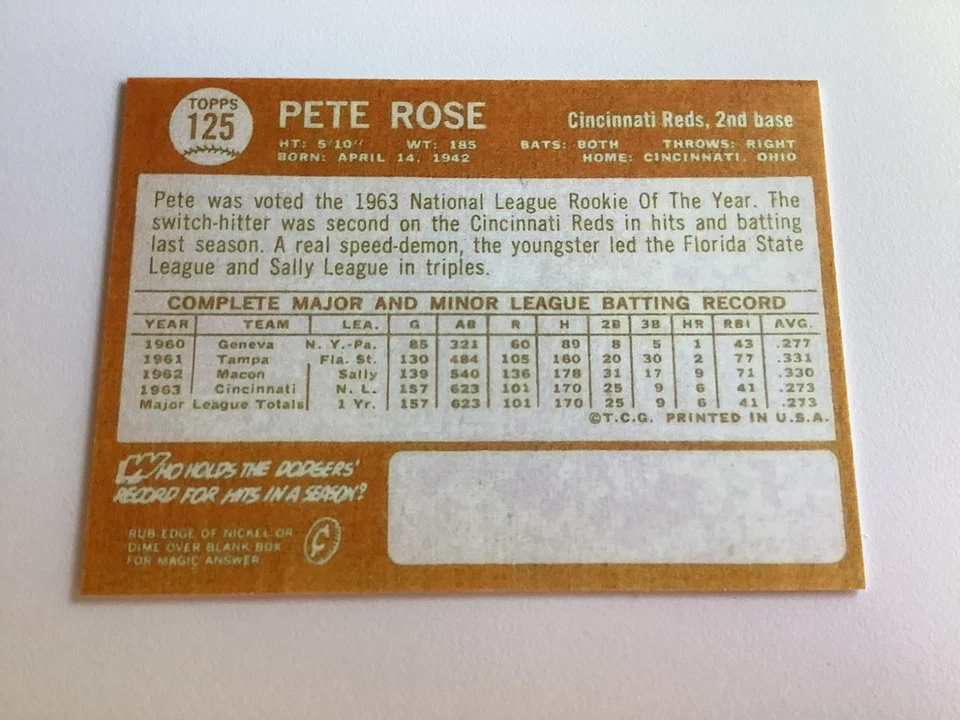 TOPPS
125
PETE ROSE
Cincinnati Reds, 2nd base
HT: 5'10" WT: 185 BATS: BOTH THROWS: RIGHT
BORN: APRIL 14, 1942 HOME: CINCINNATI, OHIO
Pete was voted the 1963 National League Rookie Of The Year. The
switch-hitter was second on the Cincinnati Reds in hits and batting
last season. A real speed-demon, the youngster led the Florida State
League and Sally League in triples.
COMPLETE MAJOR AND MINOR LEAGUE BATTING RECORD
YEAR TEAM LEA. G AB R H 2B 3B HR RBI AVG.
1960 Geneva N. Y.-Pa. 85 321 60 89 8 5 1 43 .277
1961 Tampa Fla. St. 130 484 105 160 20 30 2 77 .331
1962 Macon Sally 139 540 136 178 31 17 9 71 .330
1963 Cincinnati N. L. 157 623 101 170 25 9 6 41 .273
Major League Totals 1 Yr. 157 623 101 170 25 9 6 41 .273
©T.C.G. PRINTED IN U.S.A.
WHO HOLDS THE DODGERS'
RECORD FOR HITS IN A SEASON?
RUB EDGE OF NICKEL OR
DIME OVER BLANK BOX
FOR MAGIC ANSWER